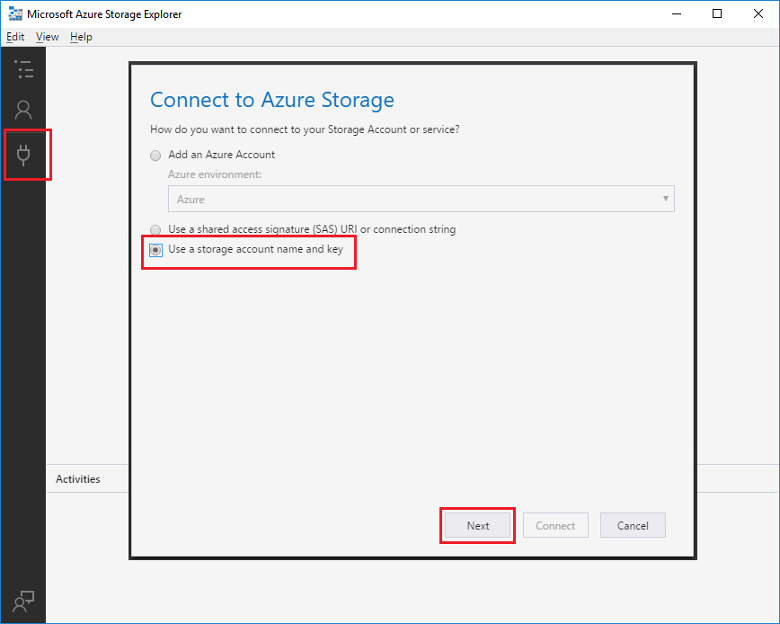 Microsoft Azure Storage Explorer
Edit View Help
Connect to Azure Storage
How do you want to connect to your Storage Account or service?
Add an Azure Account
Azure environment:
Azure
Use a shared access signature (SAS) URI or connection string
Use a storage account name and key
Activities
Next Connect Cancel